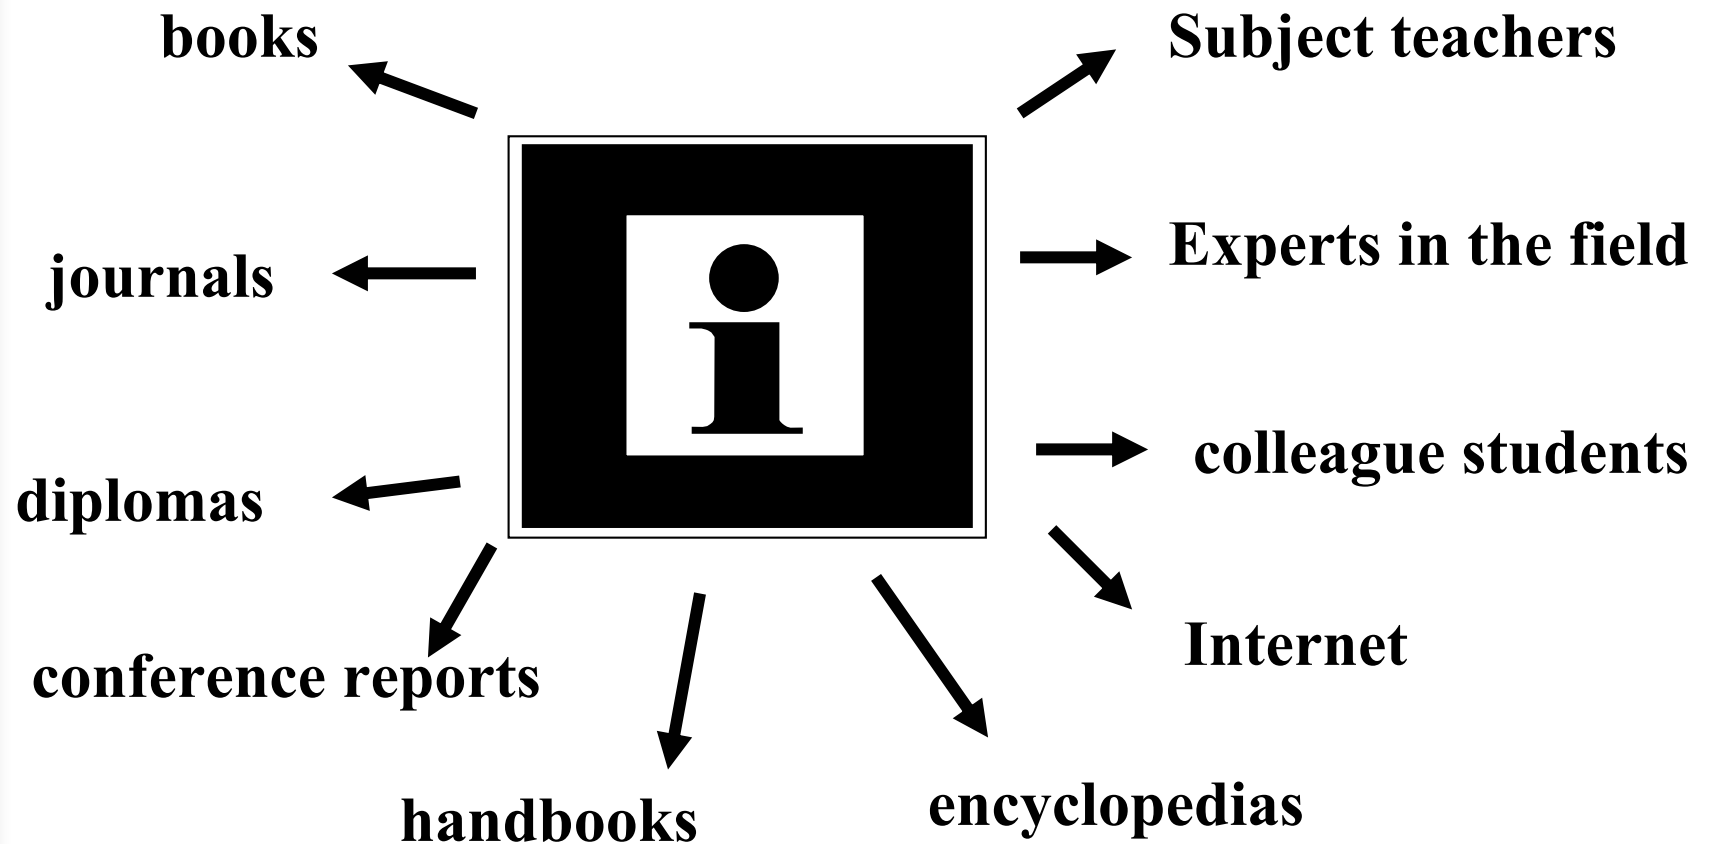 books
Subject teachers
journals
i
Experts in the field
diplomas
colleague students
conference reports
Internet
handbooks
encyclopedias